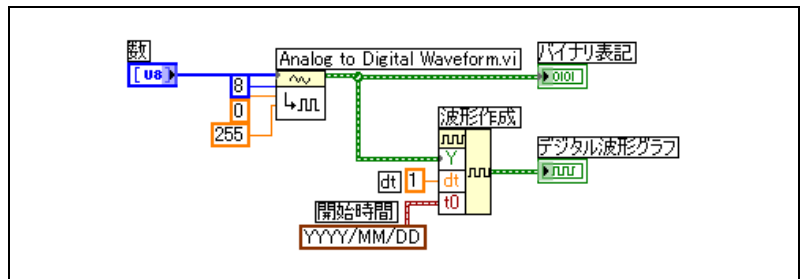 数
[U8]
Analog to Digital Waveform.vi
8
0
255
バイナリ表記
0101
波形作成
Y
dt
t0
dt
1
開始時間
YYYY/MM/DD
デジタル波形グラフ